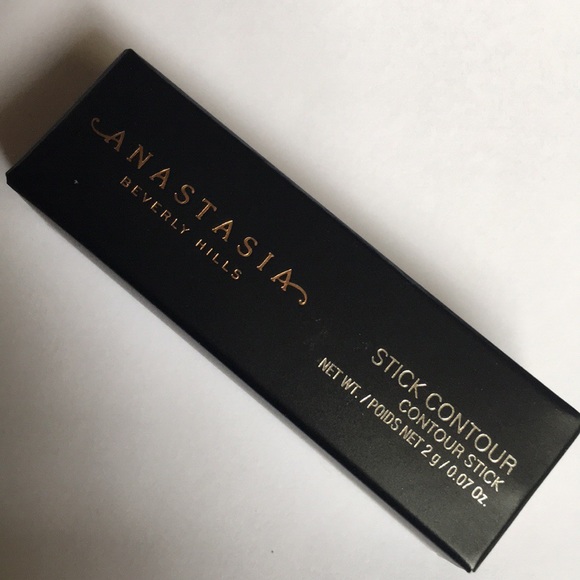 ANASTASIA
BEVERLY HILLS
STICK CONTOUR
CONTOUR STICK
NET WT. / POIDS NET 2 g / 0.07 Oz.